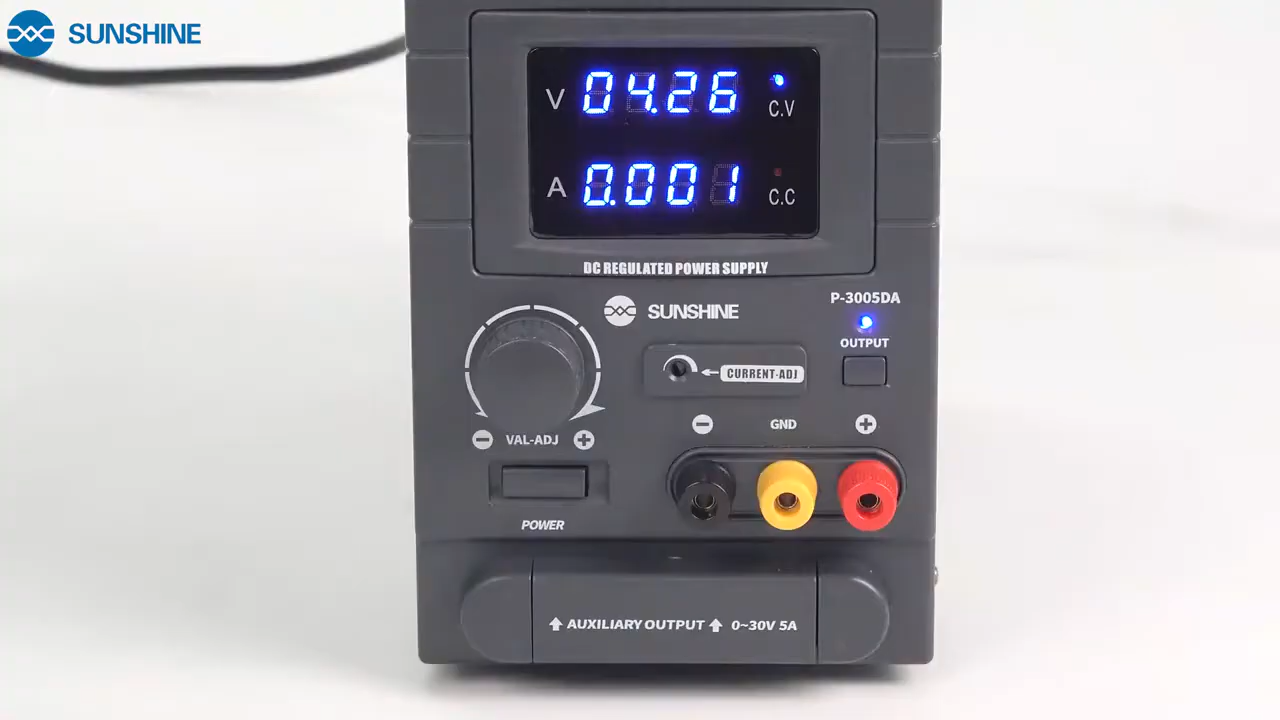 SUNSHINE
V 04.26 C.V
A 0.001 C.C
DC REGULATED POWER SUPPLY
SUNSHINE
P-3005DA
OUTPUT
CURRENT-ADJ
− VAL-ADJ +
− GND +
POWER
AUXILIARY OUTPUT 0~30V 5A